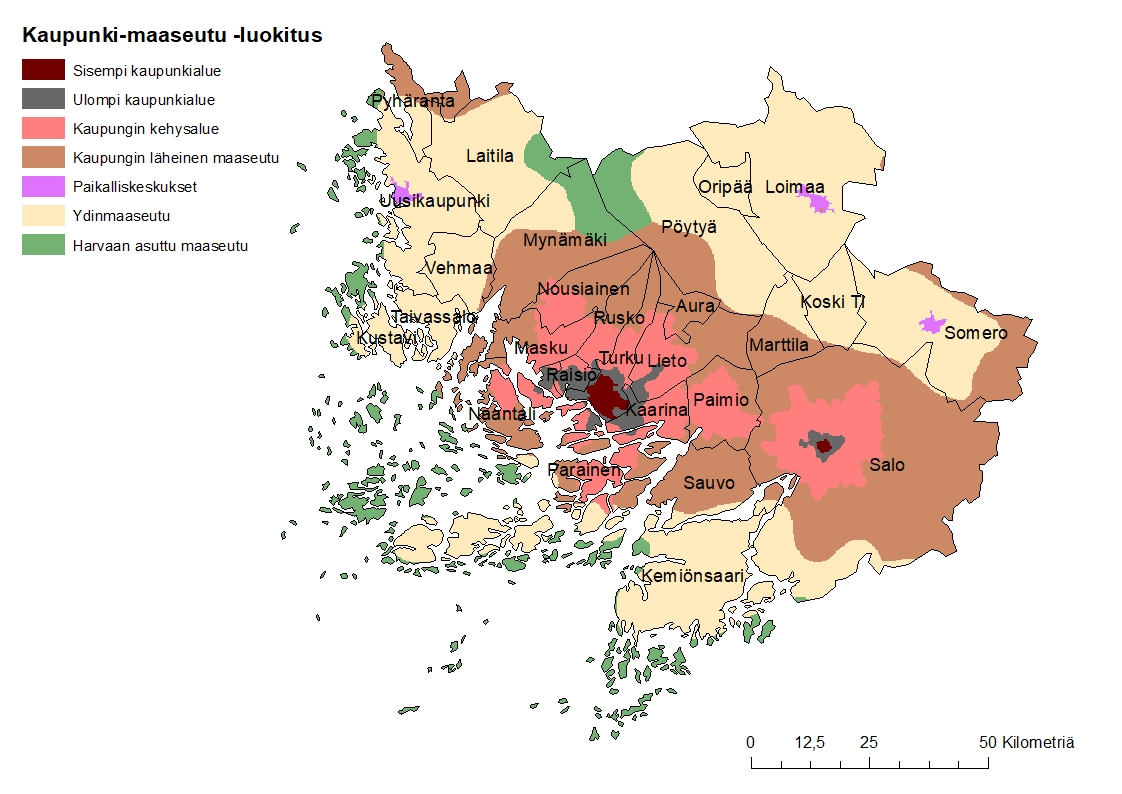 Kaupunki-maaseutu -luokitus
Sisempi kaupunkialue
Ulompi kaupunkialue
Kaupungin kehysalue
Kaupungin läheinen maaseutu
Paikalliskeskukset
Ydinmaaseutu
Harvaan asuttu maaseutu
Pyhäranta
Laitila
Uusikaupunki
Oripää
Loimaa
Pöytyä
Mynämäki
Vehmaa
Nousiainen
Koski Tl
Aura
Taivassalo
Rusko
Kustavi
Somero
Masku
Marttila
Turku
Lieto
Raisio
Paimio
Kaarina
Naantali
Parainen
Salo
Sauvo
Kemiönsaari
0 12,5 25 50 Kilometriä